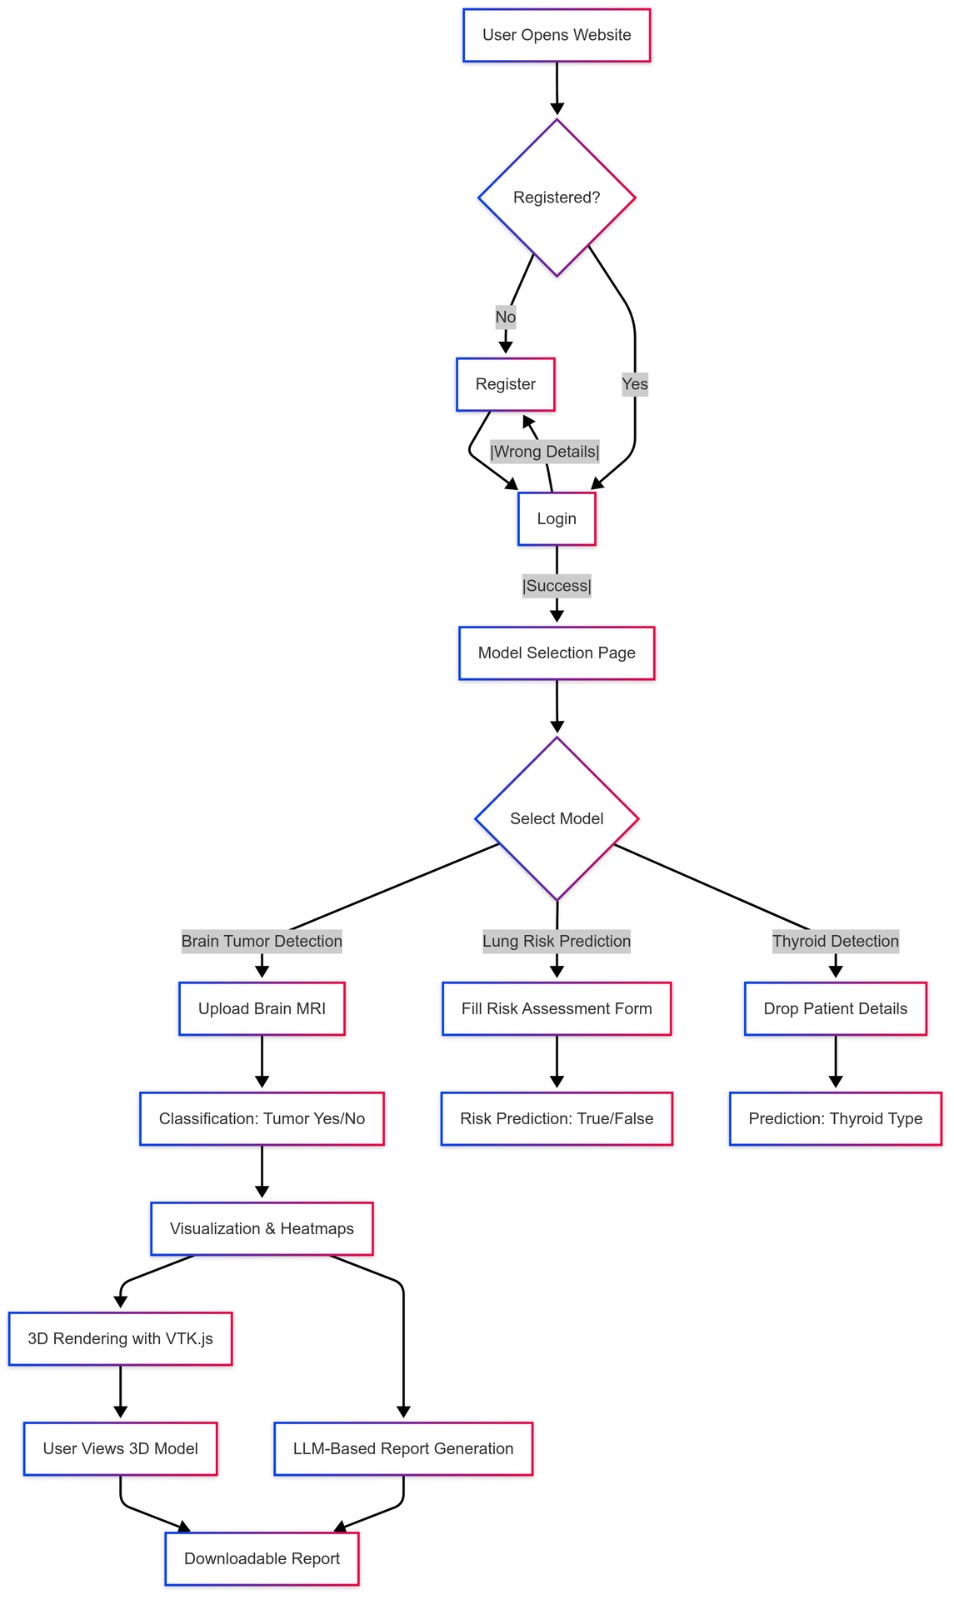 User Opens Website
Registered?
No
Yes
Register
|Wrong Details|
Login
|Success|
Model Selection Page
Select Model
Brain Tumor Detection
Lung Risk Prediction
Thyroid Detection
Upload Brain MRI
Fill Risk Assessment Form
Drop Patient Details
Classification: Tumor Yes/No
Risk Prediction: True/False
Prediction: Thyroid Type
Visualization & Heatmaps
3D Rendering with VTK.js
User Views 3D Model
LLM-Based Report Generation
Downloadable Report